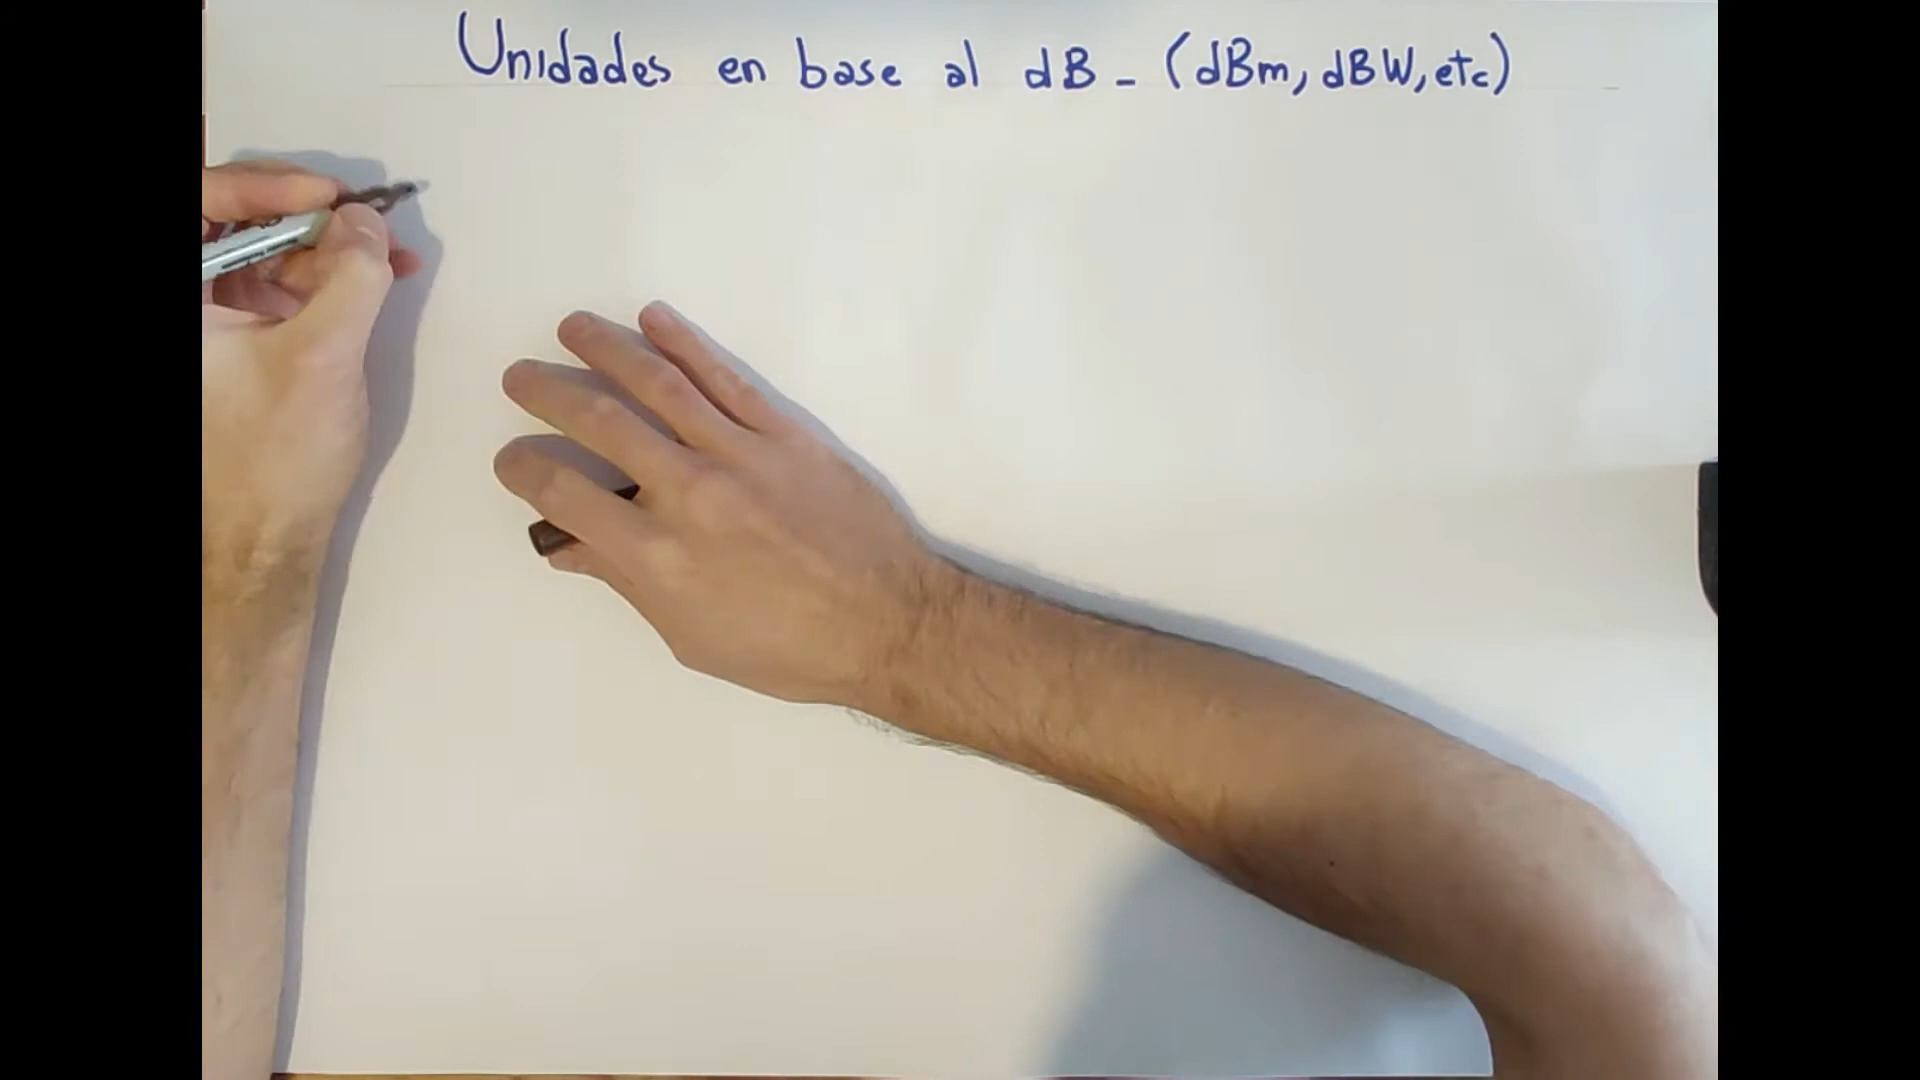 Unidades en base al dB - (dBm, dBW, etc)